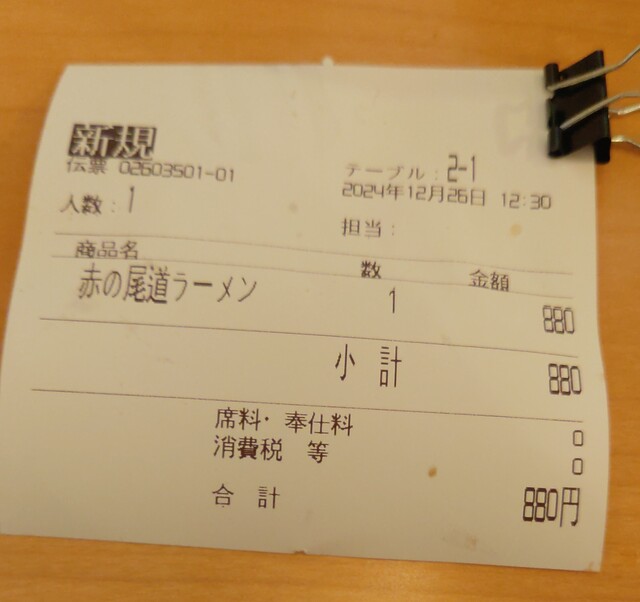 新規
伝票 02603501-01
テーブル: 2-1
2024年12月26日 12:30
人数: 1
担当:
商品名 数 金額
赤の尾道ラーメン 1 880
小 計 880
席料・奉仕料 0
消費税 等 0
合 計 880円